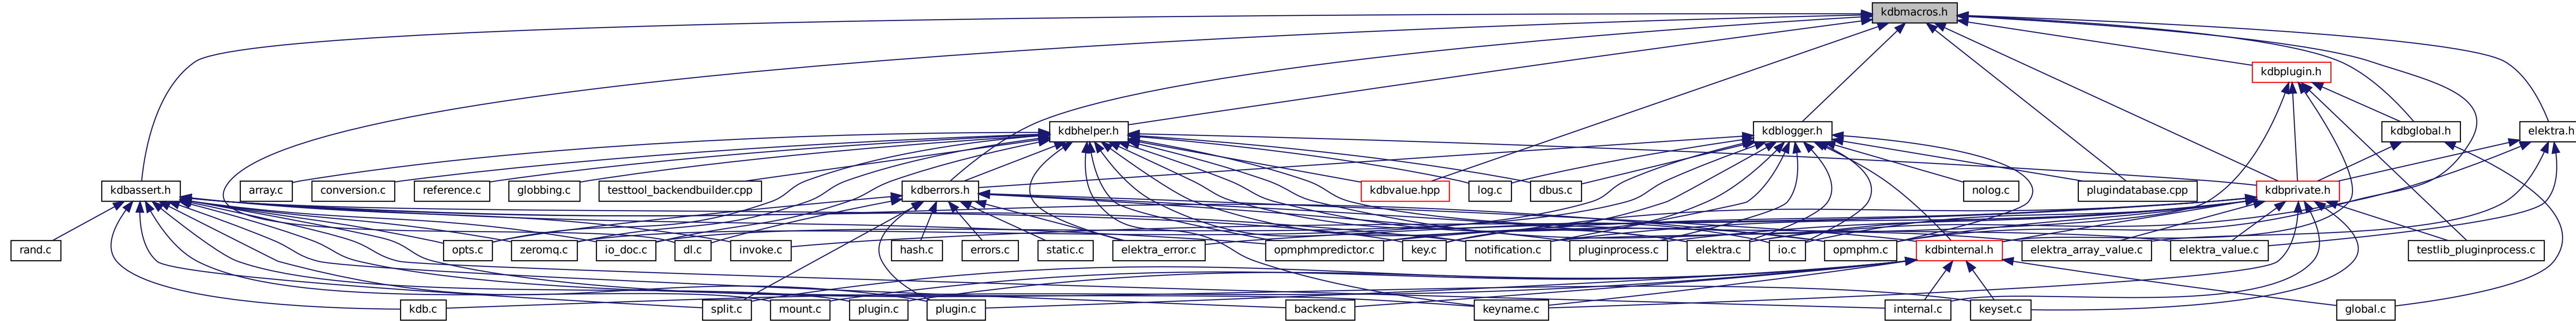 kdbmacros.h
kdbplugin.h
kdbhelper.h
kdblogger.h
kdbglobal.h
elektra.h
kdbassert.h
array.c
conversion.c
reference.c
globbing.c
testtool_backendbuilder.cpp
kdberrors.h
kdbvalue.hpp
log.c
dbus.c
nolog.c
plugindatabase.cpp
kdbprivate.h
rand.c
opts.c
zeromq.c
io_doc.c
dl.c
invoke.c
hash.c
errors.c
static.c
elektra_error.c
opmphmpredictor.c
key.c
notification.c
pluginprocess.c
elektra.c
io.c
opmphm.c
kdbinternal.h
elektra_array_value.c
elektra_value.c
testlib_pluginprocess.c
kdb.c
split.c
mount.c
plugin.c
plugin.c
backend.c
keyname.c
internal.c
keyset.c
global.c